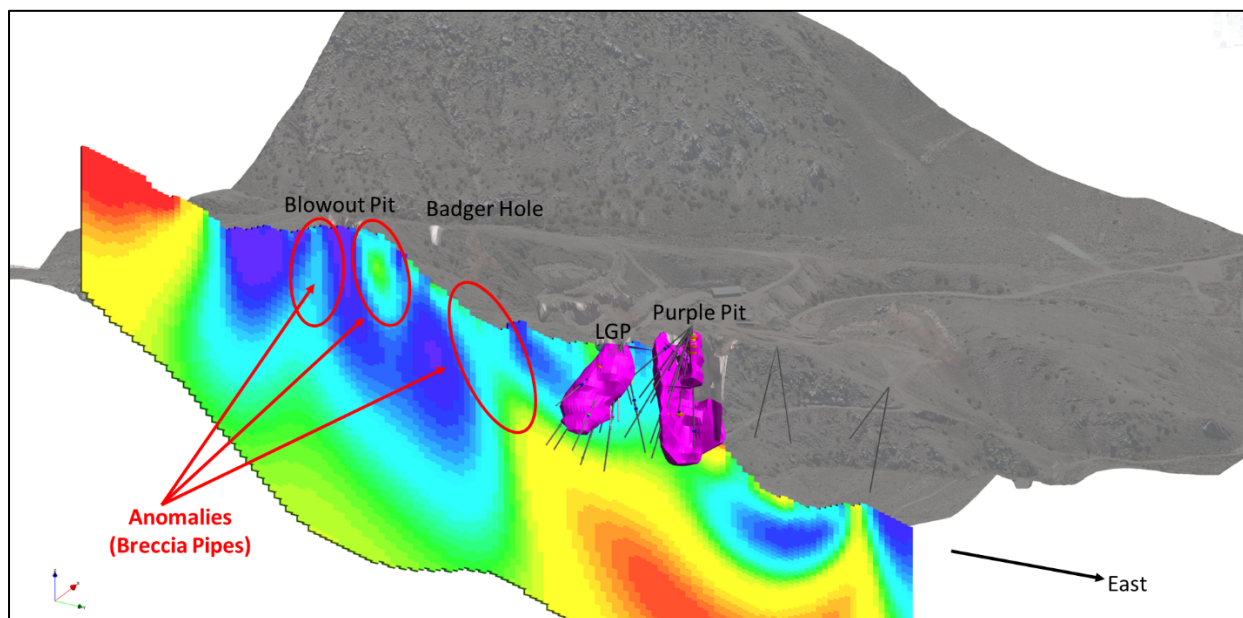 Blowout Pit
Badger Hole
LGP
Purple Pit
Anomalies
(Breccia Pipes)
East